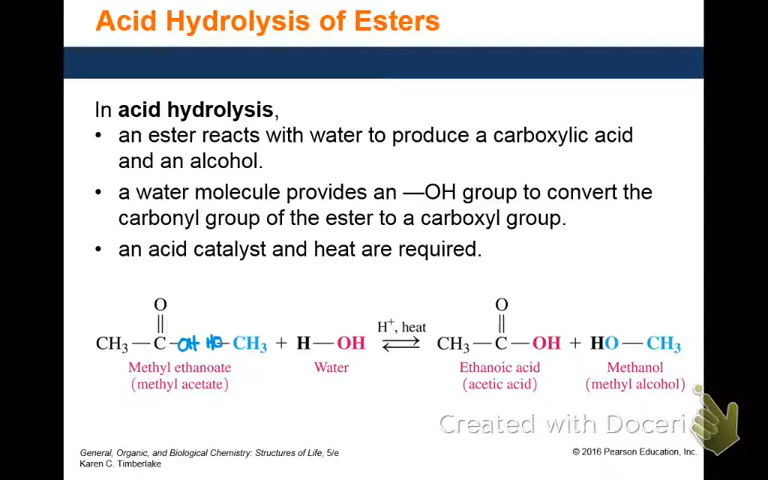 Acid Hydrolysis of Esters
In acid hydrolysis,
• an ester reacts with water to produce a carboxylic acid
and an alcohol.
• a water molecule provides an —OH group to convert the
carbonyl group of the ester to a carboxyl group.
• an acid catalyst and heat are required.
O O
|| H⁺, heat ||
CH₃—C—OH HO—CH₃ + H—OH ⇌ CH₃—C—OH + HO—CH₃
Methyl ethanoate Water Ethanoic acid Methanol
(methyl acetate) (acetic acid) (methyl alcohol)
Created with Doceri
General, Organic, and Biological Chemistry: Structures of Life, 5/e © 2016 Pearson Education, Inc.
Karen C. Timberlake